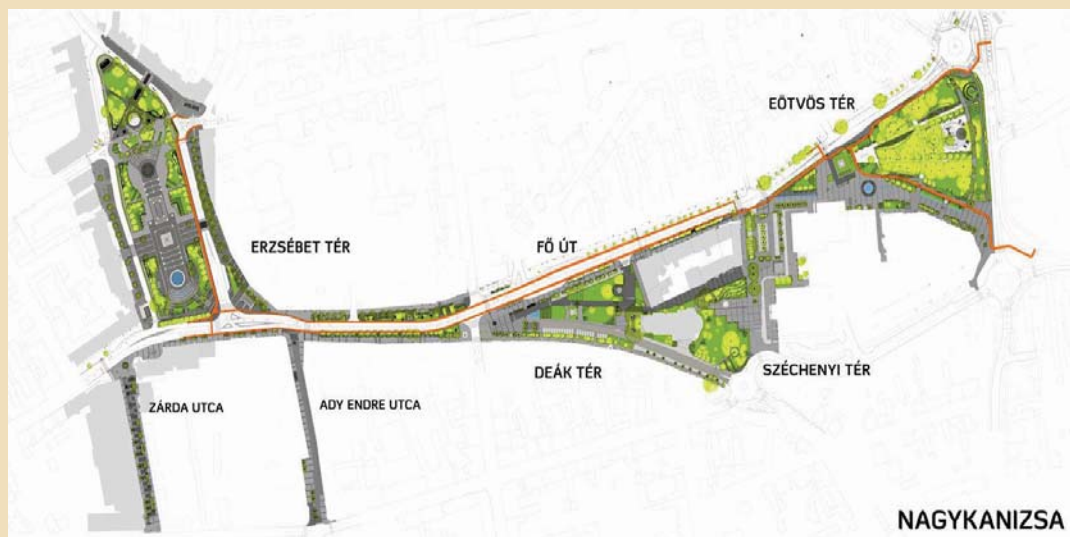 EÖTVÖS TÉR
ERZSÉBET TÉR
FŐ ÚT
DEÁK TÉR
SZÉCHENYI TÉR
ZÁRDA UTCA
ADY ENDRE UTCA
NAGYKANIZSA